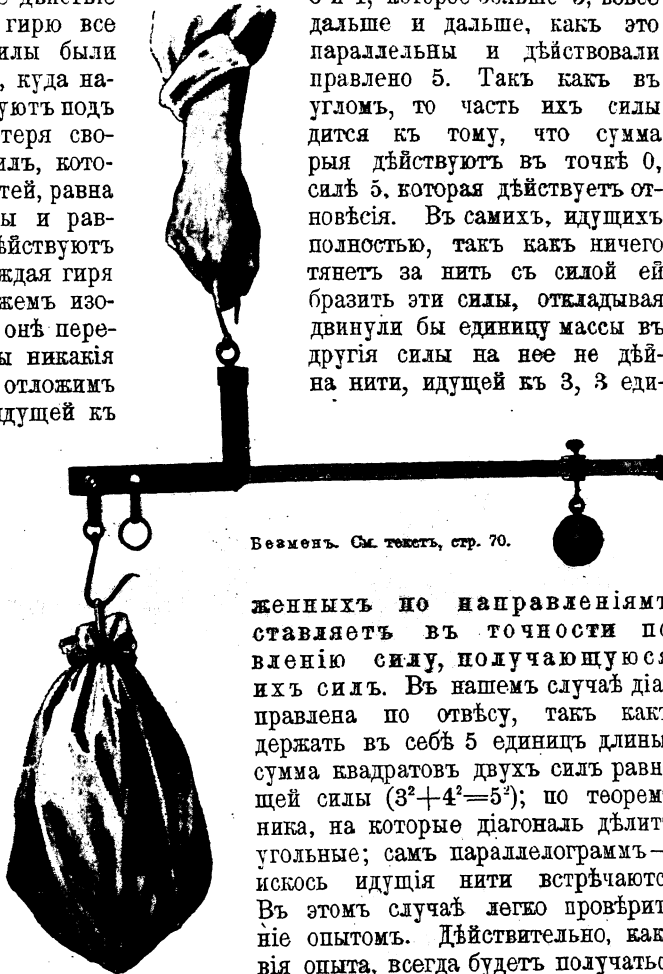 гирю все
илы были
, куда на-
уютъ подъ
теря сво-
илъ, кото-
тей, равна
ы и рав-
ѣйствуютъ
ждая гиря
жемъ изо-
онѣ пере-
ы никакія
отложимъ
идущей къ
дальше и дальше, какъ это
параллельны и дѣйствовали
правлено 5. Такъ какъ въ
угломъ, то часть ихъ силы
дится къ тому, что сумма
рыя дѣйствуютъ въ точкѣ О,
силѣ 5, которая дѣйствуетъ от-
новѣсія. Въ самихъ, идущихъ
полностью, такъ какъ ничего
тянетъ за нить съ силой ей
бразить эти силы, откладывая
двинули бы единицу массы въ
другія силы на нее не дѣй-
на нити, идущей къ 3, 3 еди-
Безменъ. См. текстъ, стр. 70.
женныхъ по направленіямъ
ставляетъ въ точности по
вленію силу, получающуюся
ихъ силъ. Въ нашемъ случаѣ діа
правлена по отвѣсу, такъ какъ
держать въ себѣ 5 единицъ длины
сумма квадратовъ двухъ силъ равн
щей силы (3²+4²=5²); по теорем
ника, на которые діагональ дѣлит
угольные; самъ параллелограммъ—
искось идущія нити встрѣчаютс
Въ этомъ случаѣ легко провѣрит
ніе опытомъ. Дѣйствительно, как
вія опыта, всегда будетъ получатьс